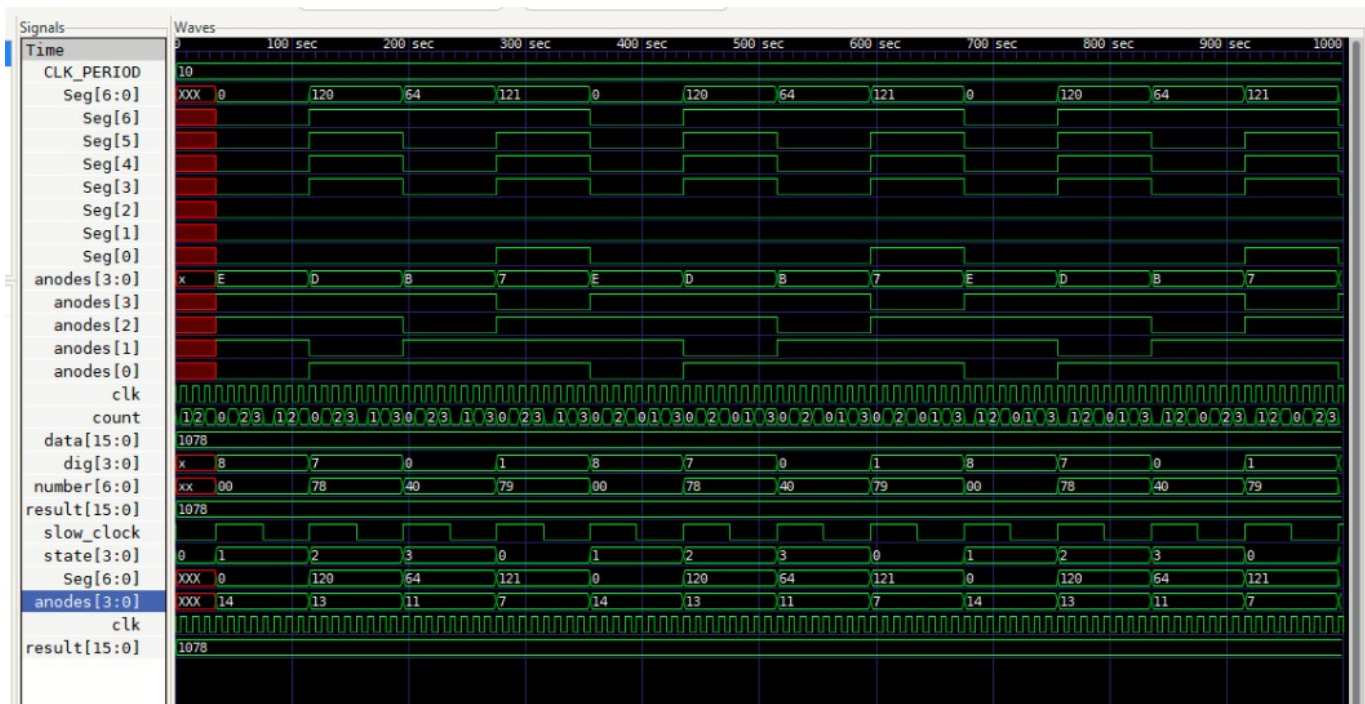 Signals Waves
Time 0 100 sec 200 sec 300 sec 400 sec 500 sec 600 sec 700 sec 800 sec 900 sec 1000
CLK_PERIOD 10
Seg[6:0] XXX 0 120 64 121 0 120 64 121 0 120 64 121
Seg[6]
Seg[5]
Seg[4]
Seg[3]
Seg[2]
Seg[1]
Seg[0]
anodes[3:0] x E D B 7 E D B 7 E D B 7
anodes[3]
anodes[2]
anodes[1]
anodes[0]
clk
count
data[15:0] 1078
dig[3:0] x 8 7 0 1 8 7 0 1 8 7 0 1
number[6:0] xx 00 78 40 79 00 78 40 79 00 78 40 79
result[15:0] 1078
slow_clock
state[3:0] 0 1 2 3 0 1 2 3 0 1 2 3 0
Seg[6:0] XXX 0 120 64 121 0 120 64 121 0 120 64 121
anodes[3:0] XXX 14 13 11 7 14 13 11 7 14 13 11 7
clk
result[15:0] 1078